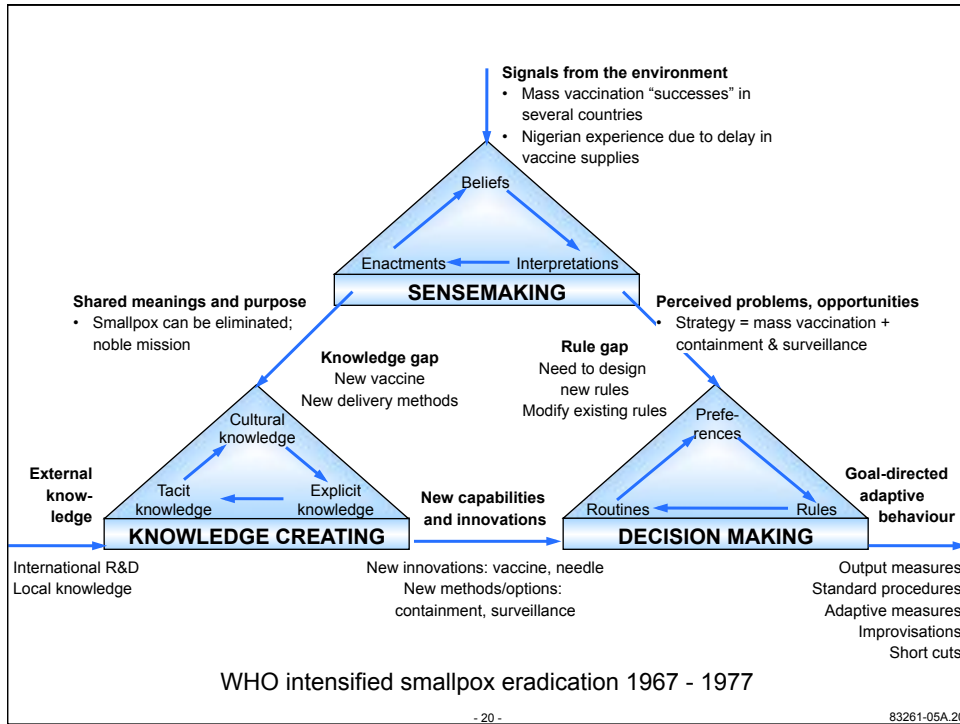 Signals from the environment
• Mass vaccination “successes” in
several countries
• Nigerian experience due to delay in
vaccine supplies
Beliefs
Enactments
Interpretations
SENSEMAKING
Shared meanings and purpose
• Smallpox can be eliminated;
noble mission
Perceived problems, opportunities
• Strategy = mass vaccination +
containment & surveillance
Knowledge gap
New vaccine
New delivery methods
Rule gap
Need to design
new rules
Modify existing rules
Cultural
knowledge
Tacit
knowledge
Explicit
knowledge
KNOWLEDGE CREATING
Prefe-
rences
Routines
Rules
DECISION MAKING
External
know-
ledge
International R&D
Local knowledge
New capabilities
and innovations
New innovations: vaccine, needle
New methods/options:
containment, surveillance
Goal-directed
adaptive
behaviour
Output measures
Standard procedures
Adaptive measures
Improvisations
Short cuts
WHO intensified smallpox eradication 1967 - 1977
- 20 -
83261-05A.20